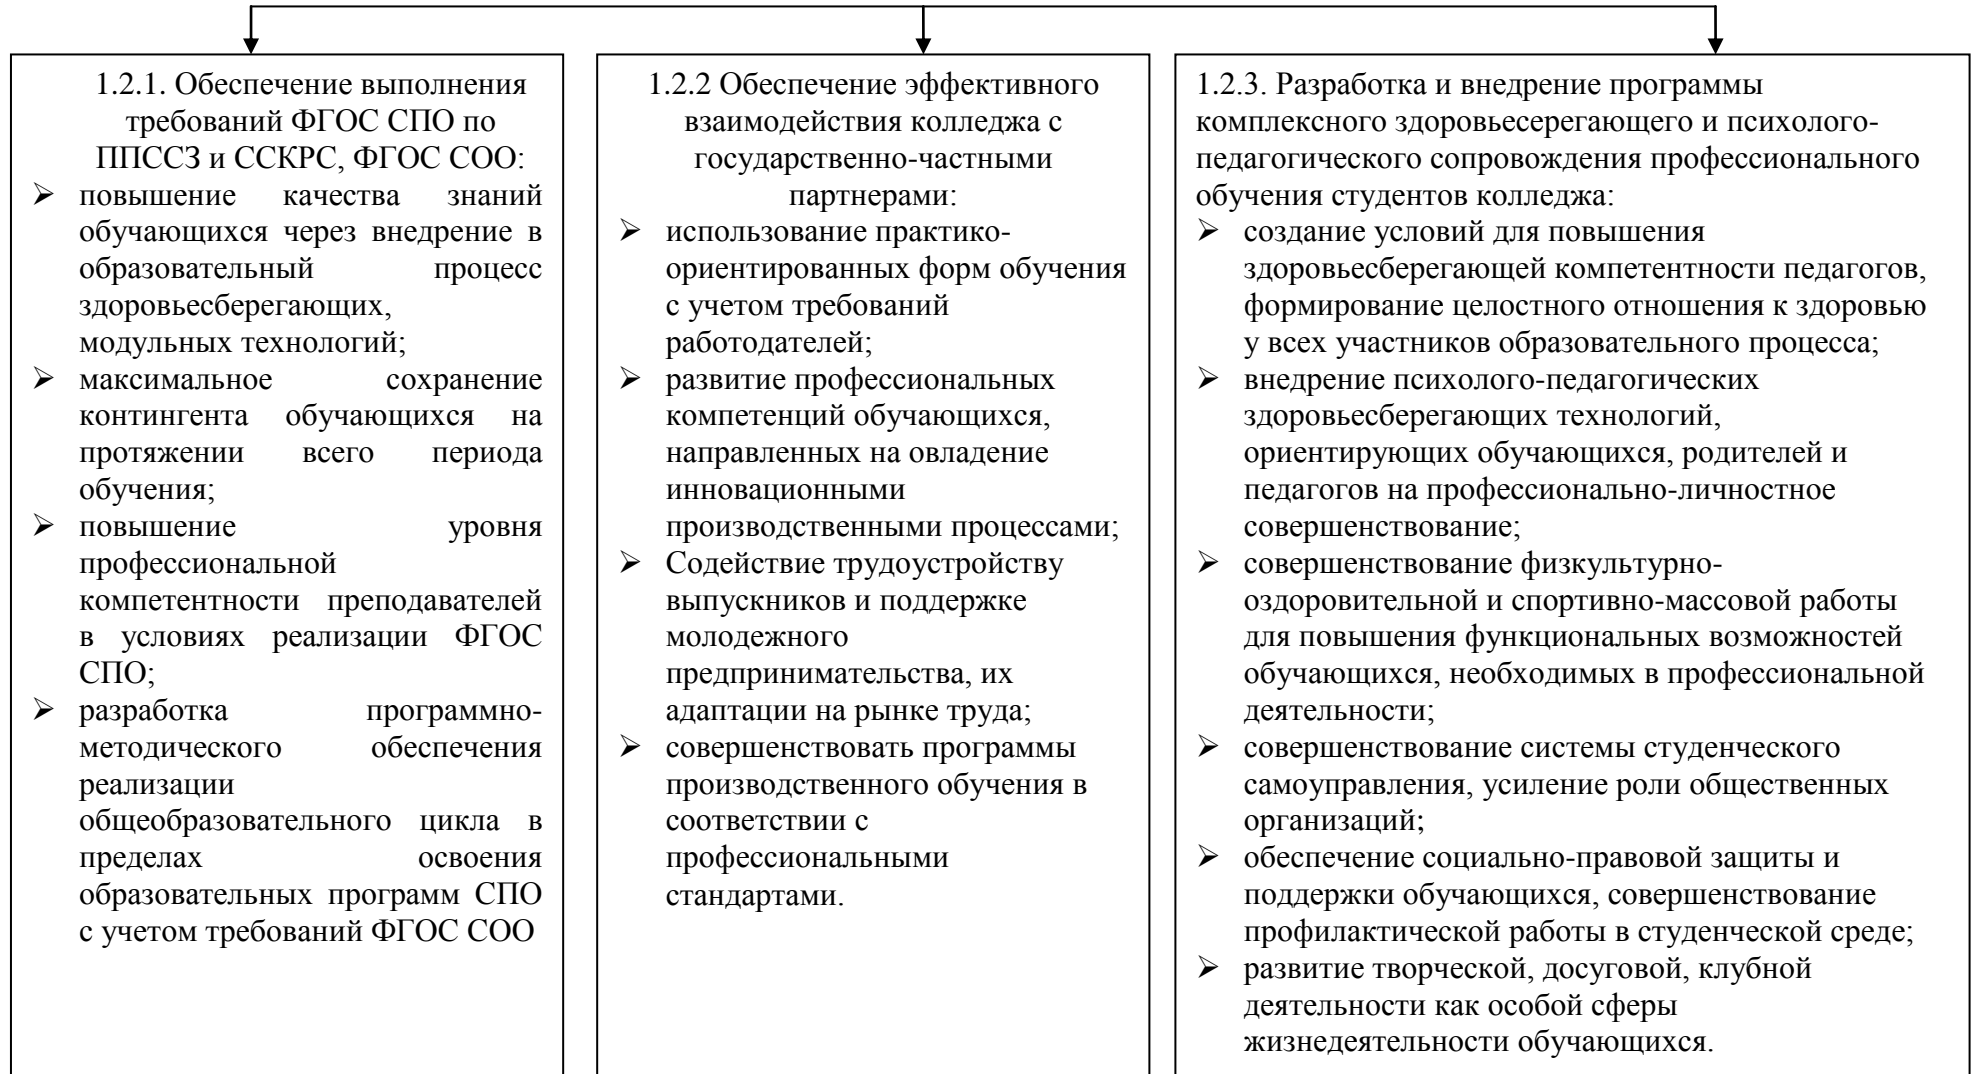 1.2.1. Обеспечение выполнения
требований ФГОС СПО по
ППССЗ и ССКРС, ФГОС СОО:
➢ повышение качества знаний
обучающихся через внедрение в
образовательный процесс
здоровьесберегающих,
модульных технологий;
➢ максимальное сохранение
контингента обучающихся на
протяжении всего периода
обучения;
➢ повышение уровня
профессиональной
компетентности преподавателей
в условиях реализации ФГОС
СПО;
➢ разработка программно-
методического обеспечения
реализации
общеобразовательного цикла в
пределах освоения
образовательных программ СПО
с учетом требований ФГОС СОО
1.2.2 Обеспечение эффективного
взаимодействия колледжа с
государственно-частными
партнерами:
➢ использование практико-
ориентированных форм обучения
с учетом требований
работодателей;
➢ развитие профессиональных
компетенций обучающихся,
направленных на овладение
инновационными
производственными процессами;
➢ Содействие трудоустройству
выпускников и поддержке
молодежного
предпринимательства, их
адаптации на рынке труда;
➢ совершенствовать программы
производственного обучения в
соответствии с
профессиональными
стандартами.
1.2.3. Разработка и внедрение программы
комплексного здоровьесерегающего и психолого-
педагогического сопровождения профессионального
обучения студентов колледжа:
➢ создание условий для повышения
здоровьесберегающей компетентности педагогов,
формирование целостного отношения к здоровью
у всех участников образовательного процесса;
➢ внедрение психолого-педагогических
здоровьесберегающих технологий,
ориентирующих обучающихся, родителей и
педагогов на профессионально-личностное
совершенствование;
➢ совершенствование физкультурно-
оздоровительной и спортивно-массовой работы
для повышения функциональных возможностей
обучающихся, необходимых в профессиональной
деятельности;
➢ совершенствование системы студенческого
самоуправления, усиление роли общественных
организаций;
➢ обеспечение социально-правовой защиты и
поддержки обучающихся, совершенствование
профилактической работы в студенческой среде;
➢ развитие творческой, досуговой, клубной
деятельности как особой сферы
жизнедеятельности обучающихся.